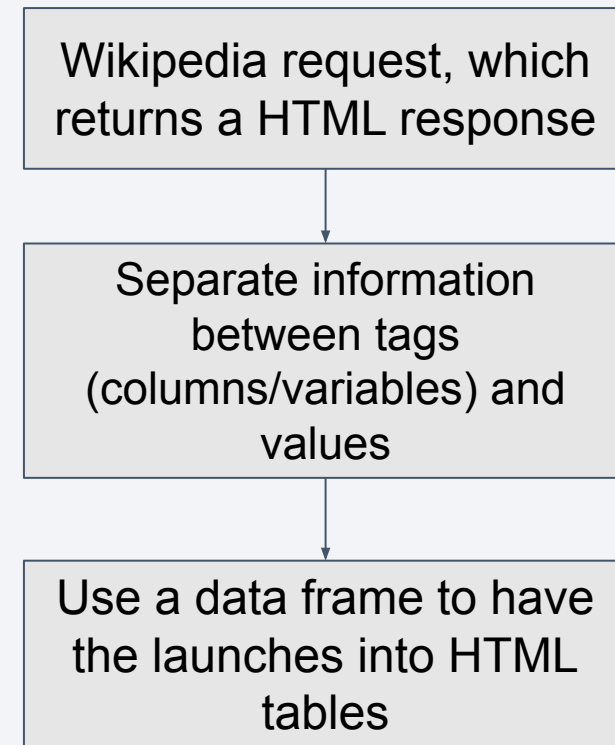 Wikipedia request, which
returns a HTML response
Separate information
between tags
(columns/variables) and
values
Use a data frame to have
the launches into HTML
tables